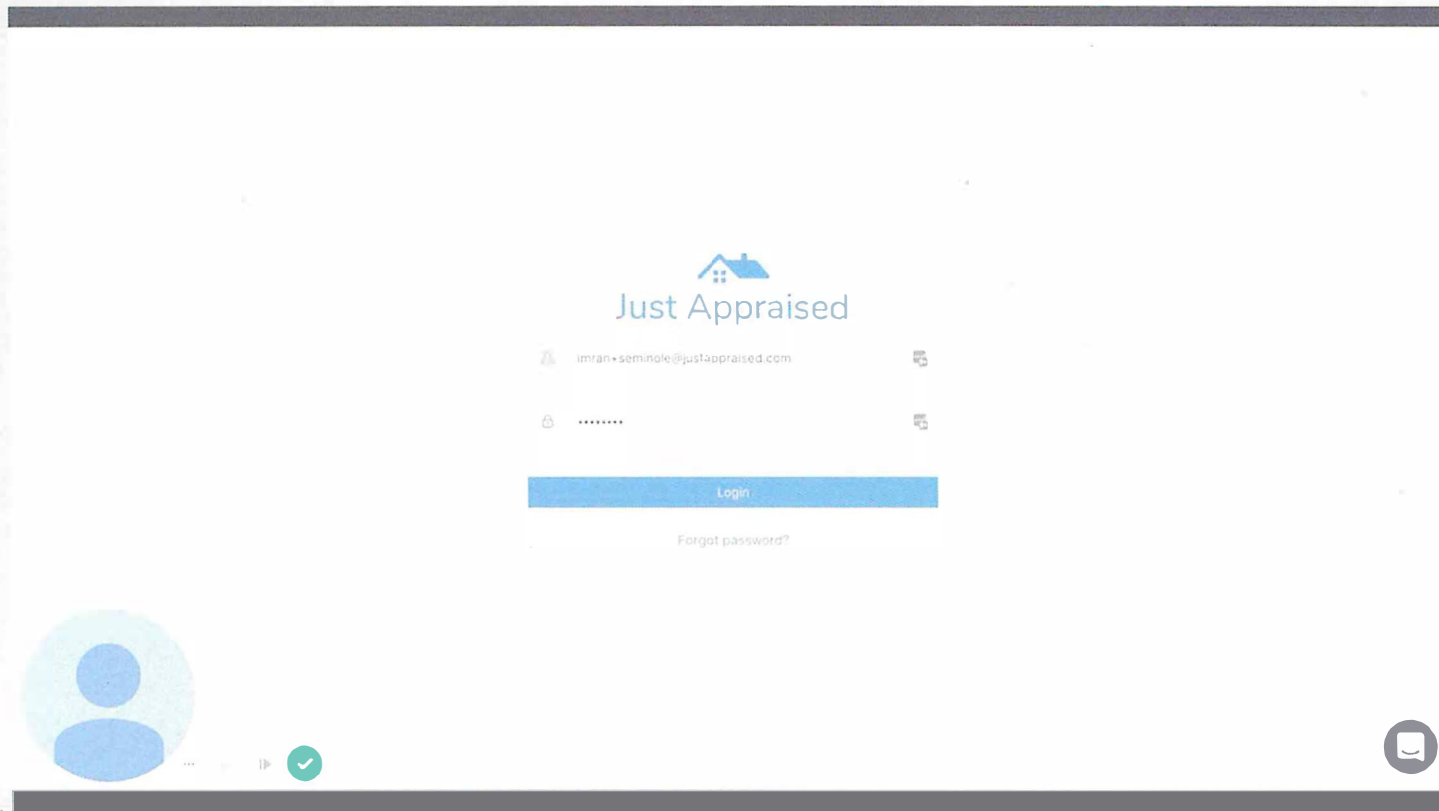 Just Appraised
imran+seminole@justappraised.com
••••••••
Login
Forgot password?